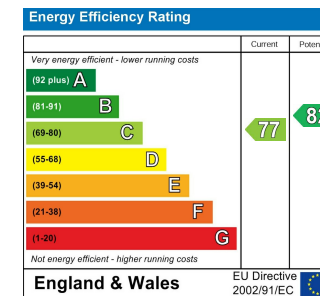 Energy Efficiency Rating
Current
Very energy efficient - lower running costs
(92 plus) A
(81-91) B
(69-80) C
77
(55-68) D
(39-54) E
(21-38) F
(1-20) G
Not energy efficient - higher running costs
England & Wales
EU Directive
2002/91/EC